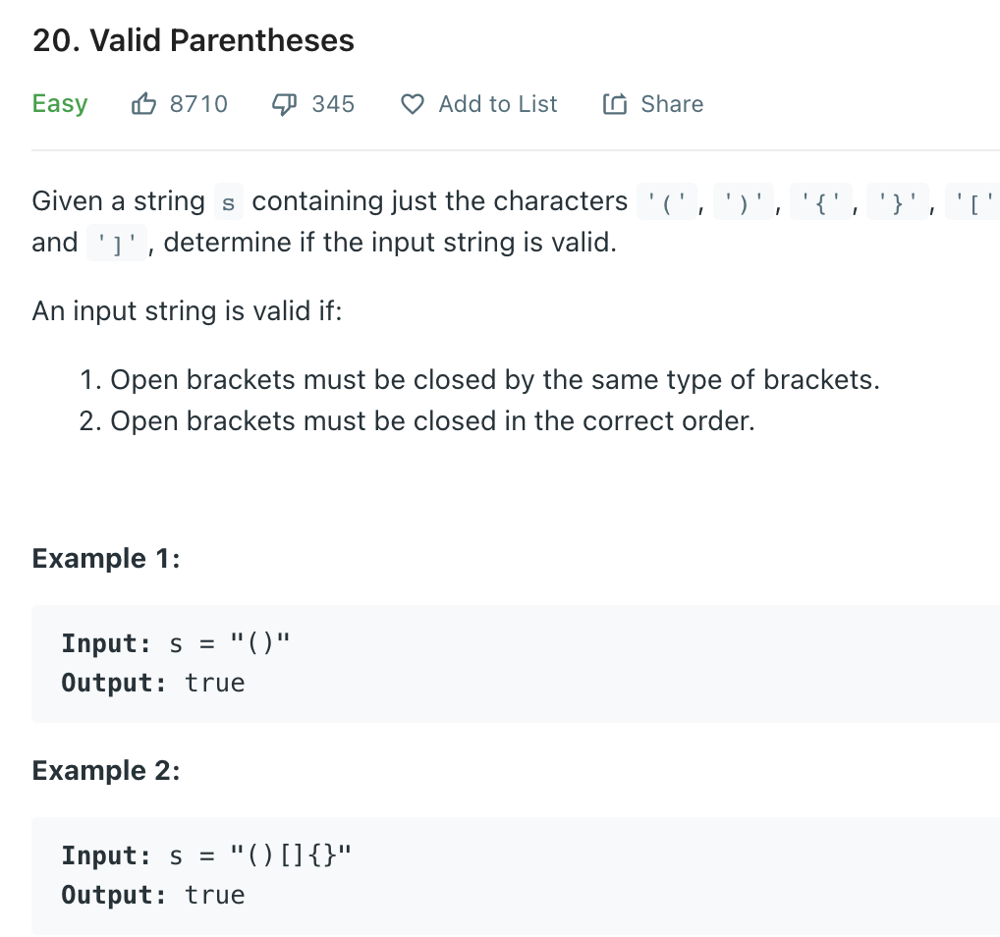 20. Valid Parentheses
Easy 8710 345 Add to List Share
Given a string s containing just the characters '(', ')', '{', '}', '['
and ']', determine if the input string is valid.
An input string is valid if:
1. Open brackets must be closed by the same type of brackets.
2. Open brackets must be closed in the correct order.
Example 1:
Input: s = "()"
Output: true
Example 2:
Input: s = "()[]{}"
Output: true